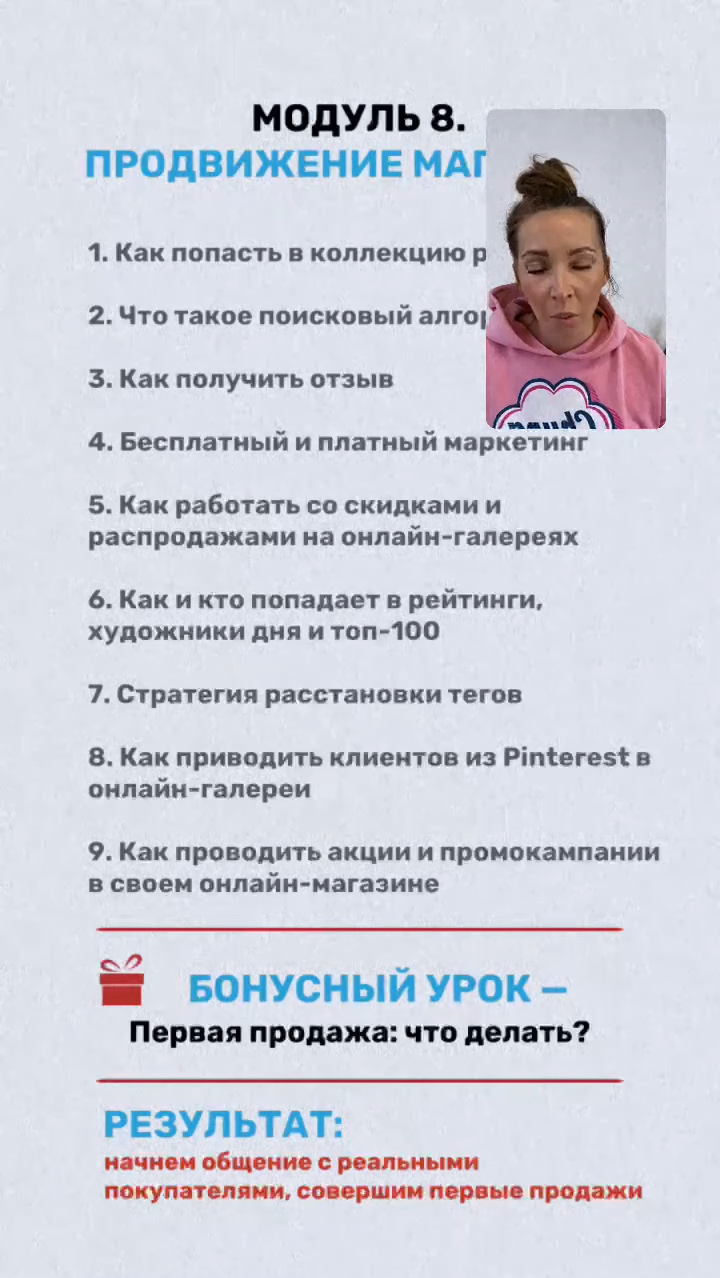 МОДУЛЬ 8.
ПРОДВИЖЕНИЕ
1. Как попасть в коллекцию
2. Что такое поисковый
3. Как получить отзыв
4. Бесплатный и платный маркетинг
5. Как работать со скидками и
распродажами на онлайн-галереях
6. Как и кто попадает в рейтинги,
художники дня и топ-100
7. Стратегия расстановки тегов
8. Как приводить клиентов из Pinterest в
онлайн-галереи
9. Как проводить акции и промокампании
в своем онлайн-магазине
БОНУСНЫЙ УРОК —
Первая продажа: что делать?
РЕЗУЛЬТАТ:
начнем общение с реальными
покупателями, совершим первые продажи